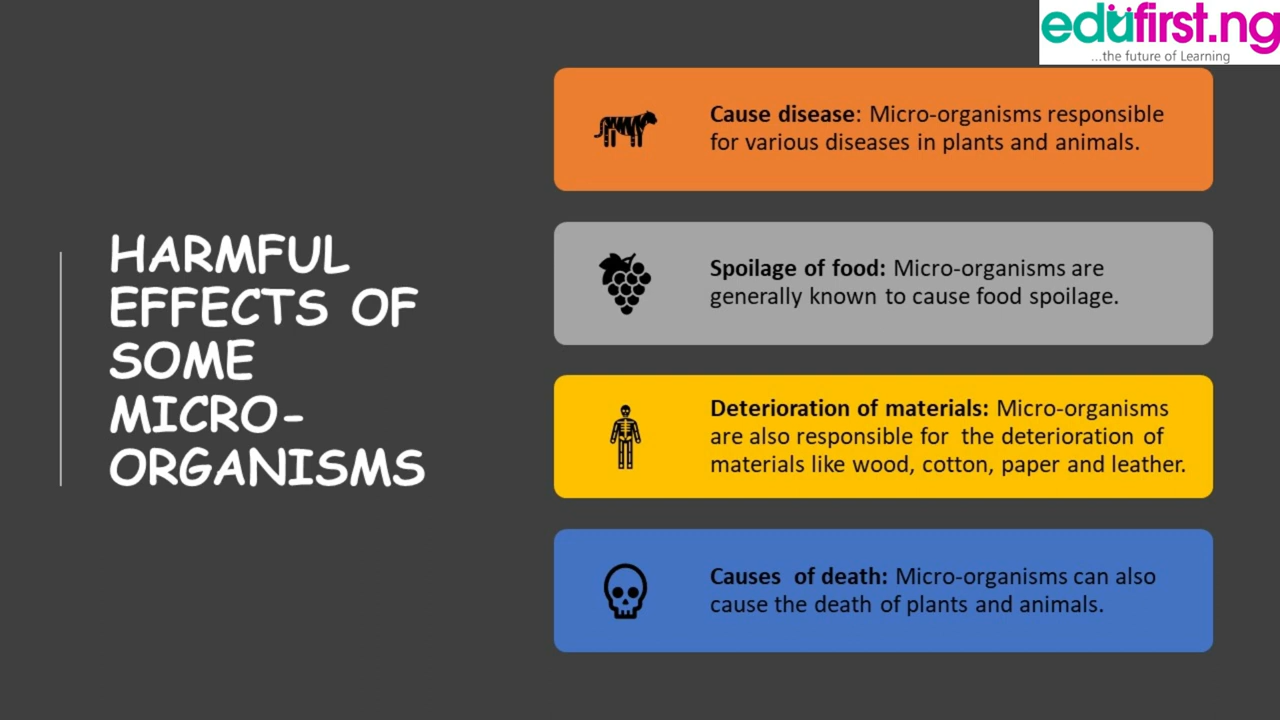 edufirst.ng
...the future of Learning
HARMFUL
EFFECTS OF
SOME
MICRO-
ORGANISMS
Cause disease: Micro-organisms responsible
for various diseases in plants and animals.
Spoilage of food: Micro-organisms are
generally known to cause food spoilage.
Deterioration of materials: Micro-organisms
are also responsible for  the deterioration of
materials like wood, cotton, paper and leather.
Causes  of death: Micro-organisms can also
cause the death of plants and animals.